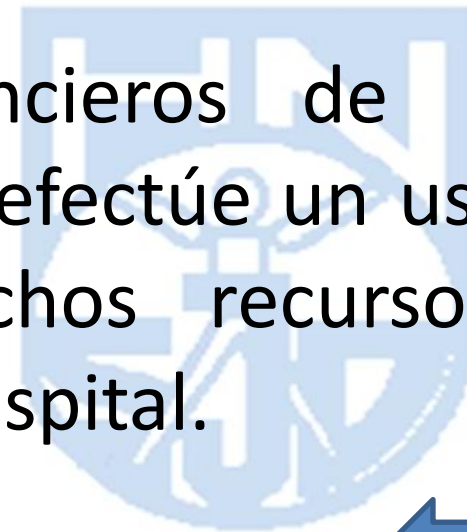 ncieros de
efectúe un us
chos recurso
spital.